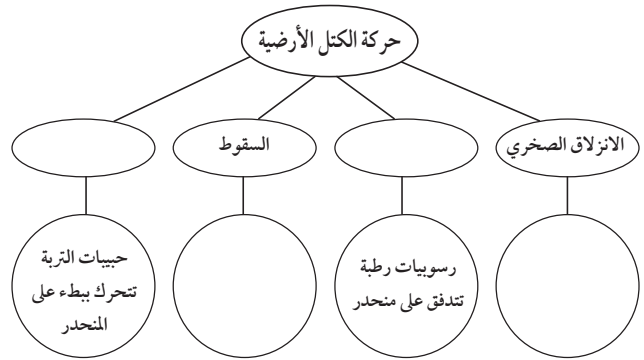 حركة الكتل الأرضية
الانزلاق الصخري
السقوط
رسوبيات رطبة
تتدفق على منحدر
حبيبات التربة
تتحرك ببطء على
المنحدر